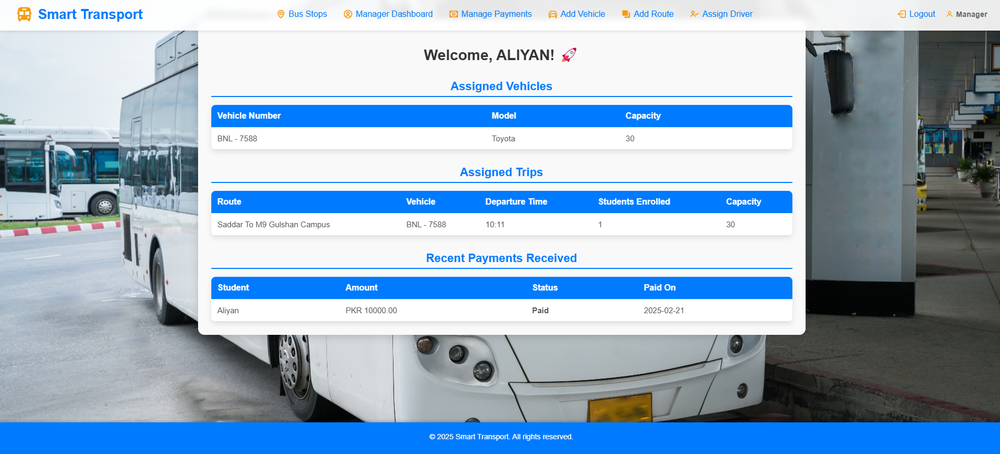 Smart Transport
Bus Stops
Manager Dashboard
Manage Payments
Add Vehicle
Add Route
Assign Driver
Logout
Manager
Welcome, ALIYAN! 🚀
Assigned Vehicles
Vehicle Number Model Capacity
BNL - 7588 Toyota 30
Assigned Trips
Route Vehicle Departure Time Students Enrolled Capacity
Saddar To M9 Gulshan Campus BNL - 7588 10:11 1 30
Recent Payments Received
Student Amount Status Paid On
Aliyan PKR 10000.00 Paid 2025-02-21
© 2025 Smart Transport. All rights reserved.